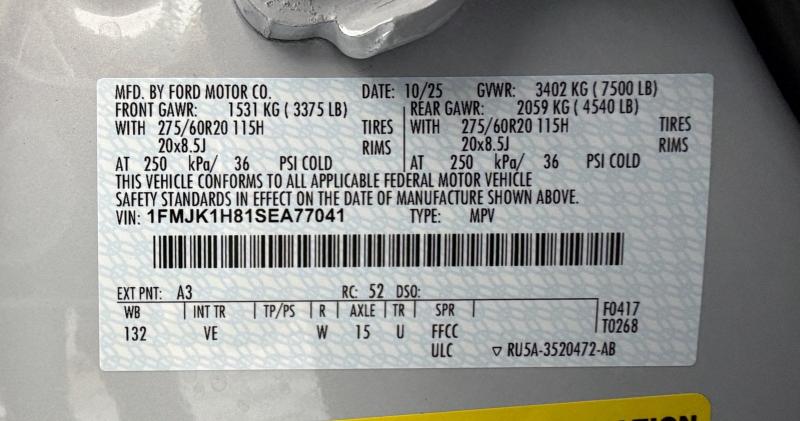 MFD. BY FORD MOTOR CO. DATE: 10/25 GVWR: 3402 KG ( 7500 LB)
FRONT GAWR: 1531 KG ( 3375 LB) REAR GAWR: 2059 KG ( 4540 LB)
WITH 275/60R20 115H TIRES WITH 275/60R20 115H TIRES
20x8.5J RIMS 20x8.5J RIMS
AT 250 kPa/ 36 PSI COLD AT 250 kPa/ 36 PSI COLD
THIS VEHICLE CONFORMS TO ALL APPLICABLE FEDERAL MOTOR VEHICLE
SAFETY STANDARDS IN EFFECT ON THE DATE OF MANUFACTURE SHOWN ABOVE.
VIN: 1FMJK1H81SEA77041 TYPE: MPV
EXT PNT: A3 RC: 52 DSO:
WB INT TR TP/PS R AXLE TR SPR F0417
132 VE W 15 U FFCC T0268
ULC ▽ RU5A-3520472-AB